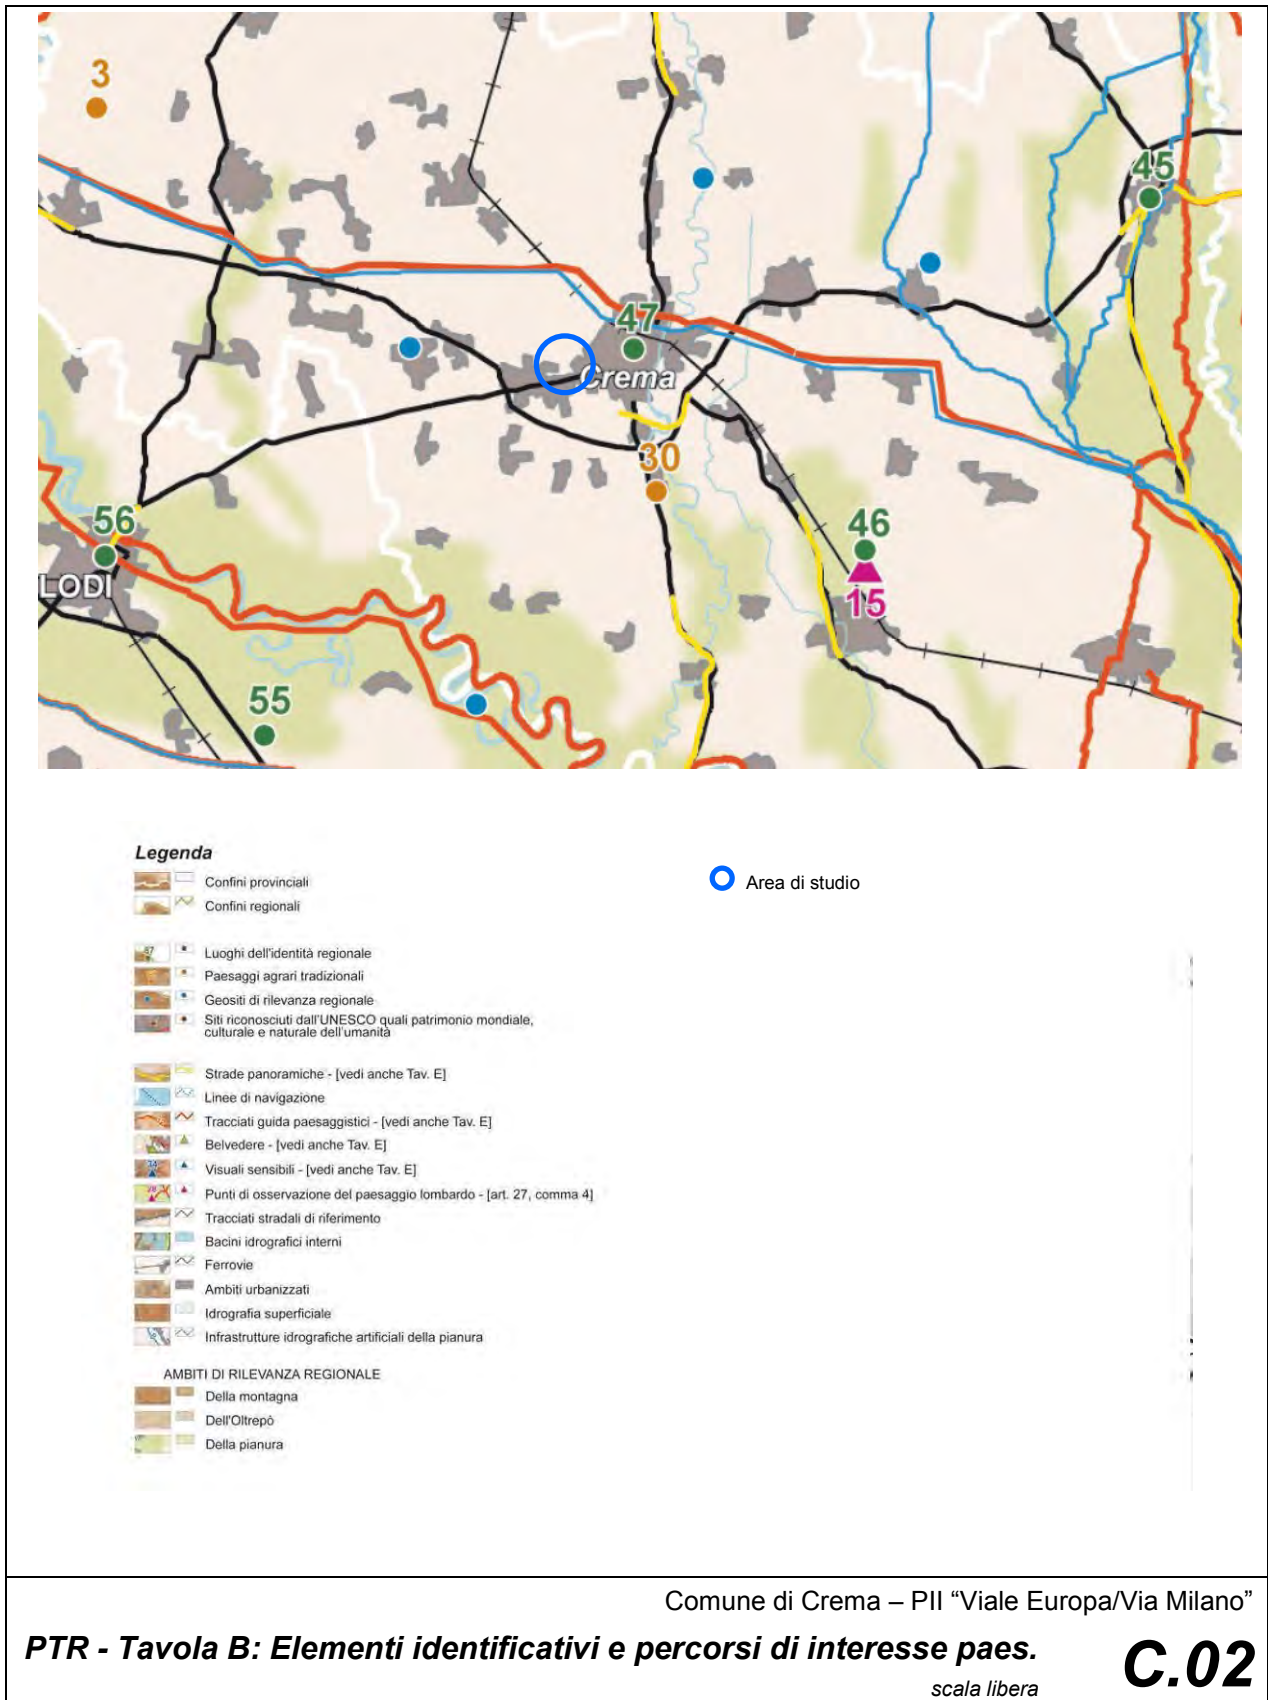 3
45
47
Crema
30
56
LODI
46
15
55
Legenda
Confini provinciali
Confini regionali
Luoghi dell'identità regionale
Paesaggi agrari tradizionali
Geositi di rilevanza regionale
Siti riconosciuti dall'UNESCO quali patrimonio mondiale,
culturale e naturale dell'umanità
Strade panoramiche - [vedi anche Tav. E]
Linee di navigazione
Tracciati guida paesaggistici - [vedi anche Tav. E]
Belvedere - [vedi anche Tav. E]
Visuali sensibili - [vedi anche Tav. E]
Punti di osservazione del paesaggio lombardo - [art. 27, comma 4]
Tracciati stradali di riferimento
Bacini idrografici interni
Ferrovie
Ambiti urbanizzati
Idrografia superficiale
Infrastrutture idrografiche artificiali della pianura
AMBITI DI RILEVANZA REGIONALE
Della montagna
Dell'Oltrepò
Della pianura
Area di studio
Comune di Crema – PII “Viale Europa/Via Milano”
PTR - Tavola B: Elementi identificativi e percorsi di interesse paes.
scala libera
C.02